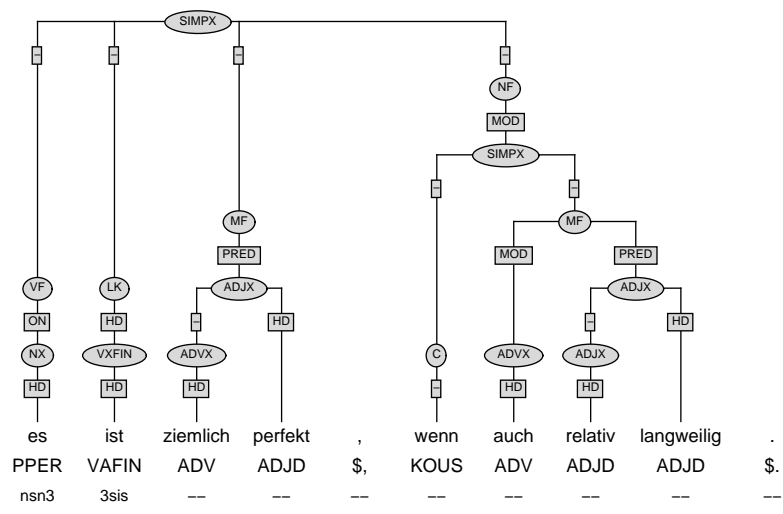 SIMPX
– – – –
NF
MOD
SIMPX
– –
MF MF
PRED MOD PRED
VF LK ADJX ADJX
ON HD – HD – HD
NX VXFIN ADVX C ADVX ADJX
HD HD HD – HD HD
es ist ziemlich perfekt , wenn auch relativ langweilig .
PPER VAFIN ADV ADJD $, KOUS ADV ADJD ADJD $.
nsn3 3sis −− −− −− −− −− −− −− −−